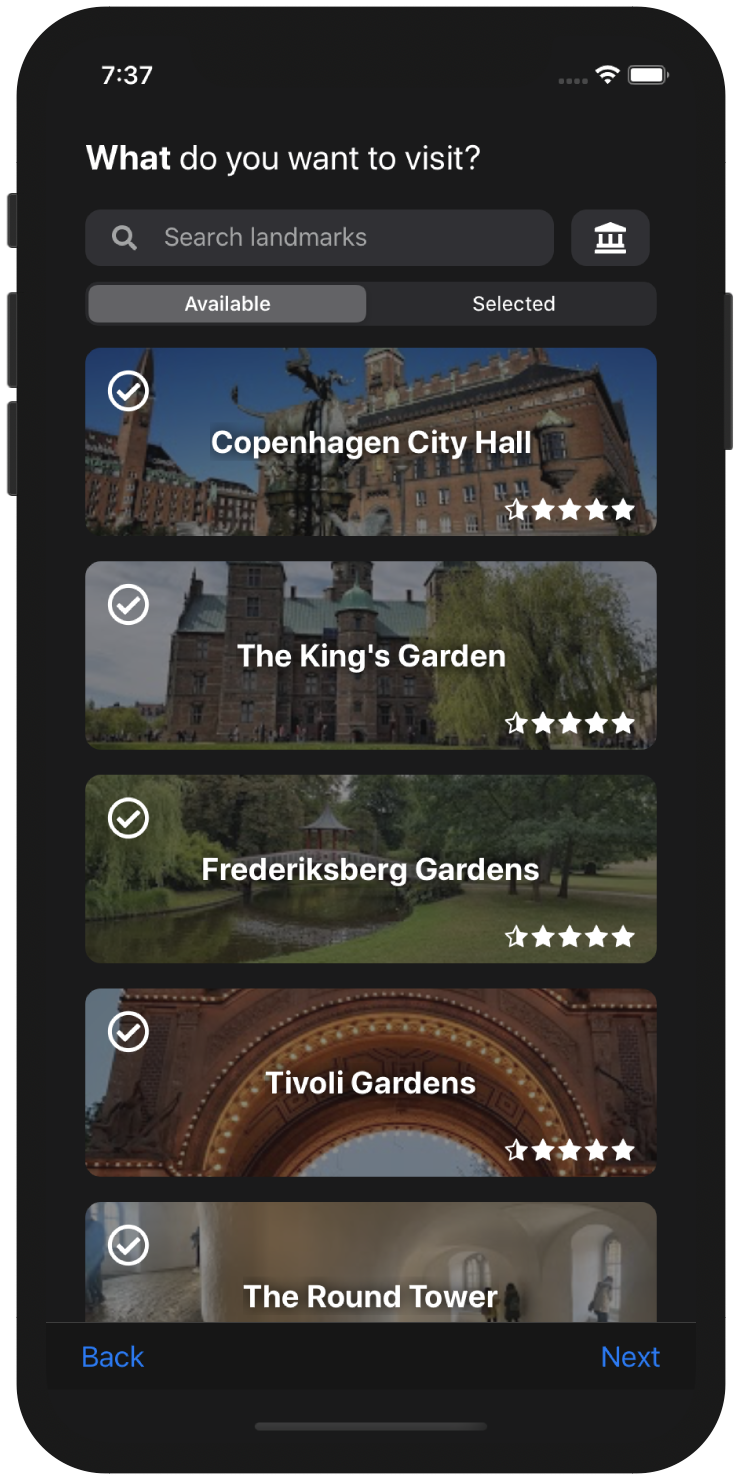 7:37
What do you want to visit?
Search landmarks
Available Selected
Copenhagen City Hall
The King's Garden
Frederiksberg Gardens
Tivoli Gardens
The Round Tower
Back Next